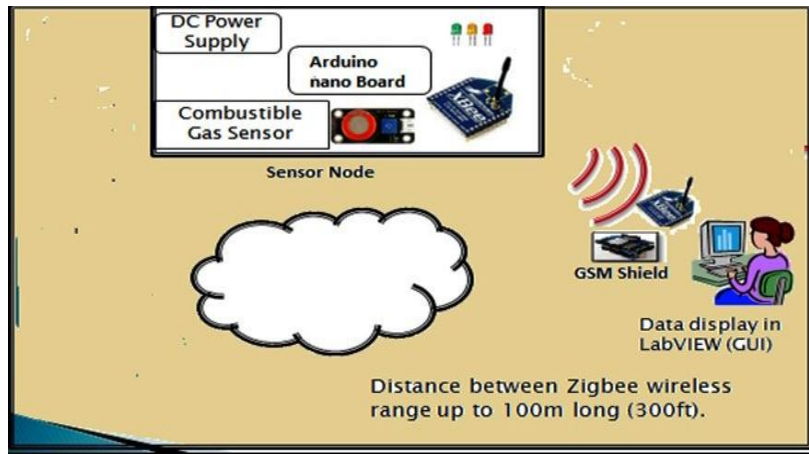 DC Power
Supply
Arduino
nano Board
Combustible
Gas Sensor
XBee
Sensor Node
GSM Shield
Data display in
LabVIEW (GUI)
Distance between Zigbee wireless
range up to 100m long (300ft).